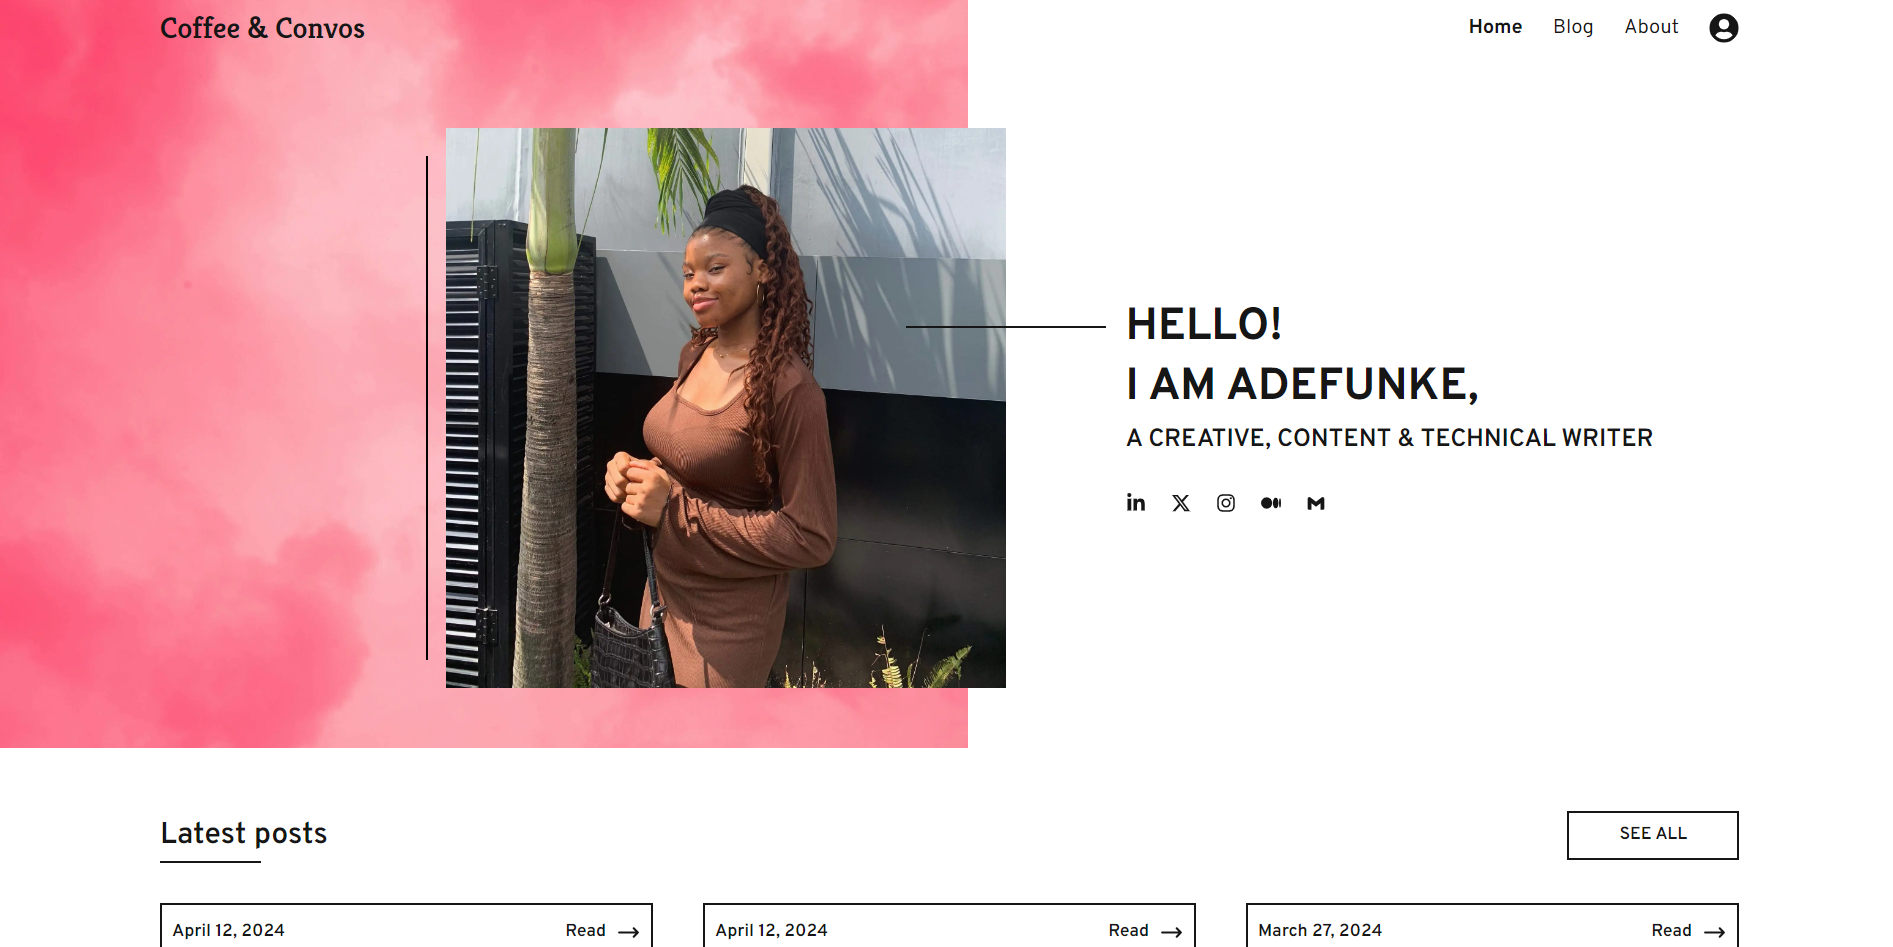 Coffee & Convos
Home Blog About
HELLO!
I AM ADEFUNKE,
A CREATIVE, CONTENT & TECHNICAL WRITER
Latest posts
SEE ALL
April 12, 2024 Read
April 12, 2024 Read
March 27, 2024 Read